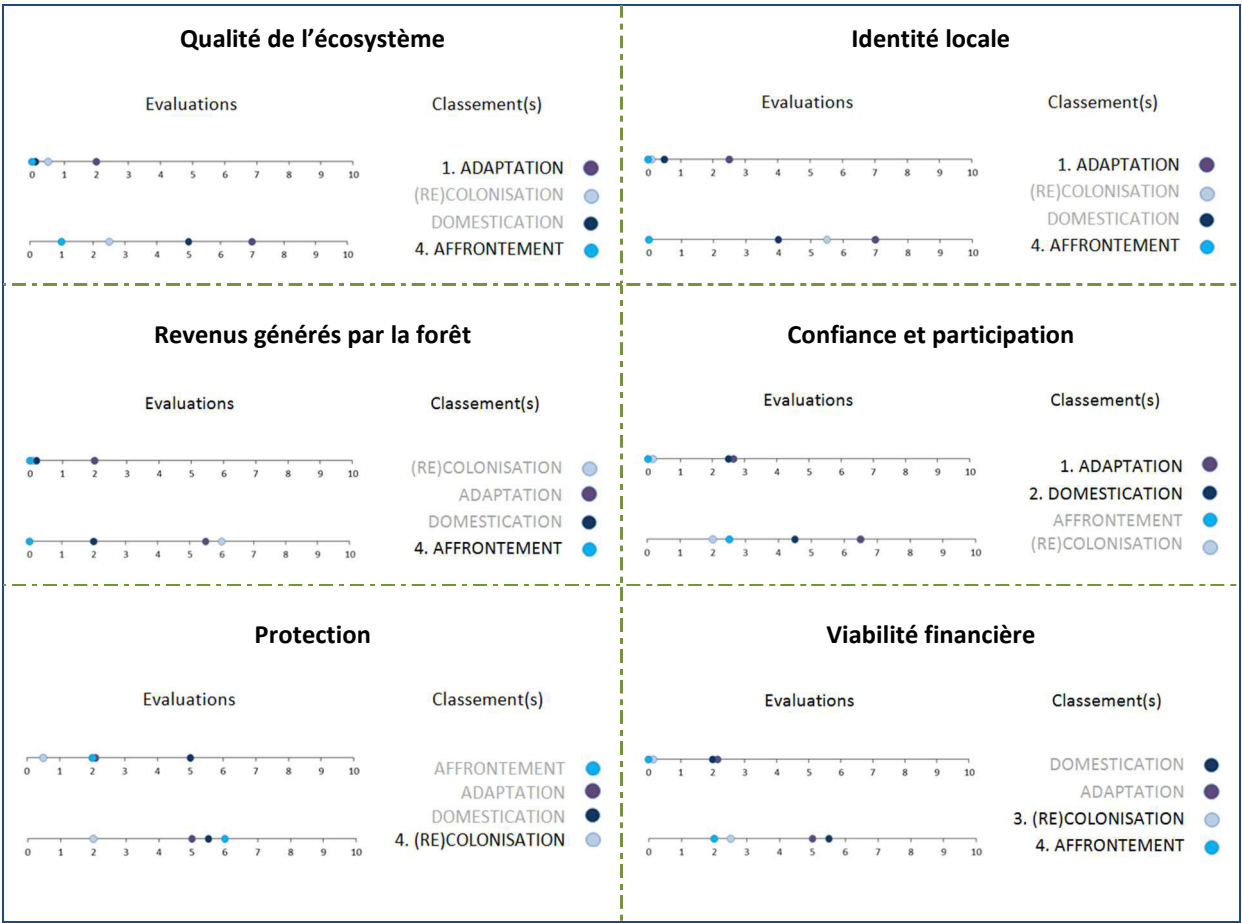 Qualité de l’écosystème
Evaluations Classement(s)
0 1 2 3 4 5 6 7 8 9 10
1. ADAPTATION
(RE)COLONISATION
DOMESTICATION
4. AFFRONTEMENT
0 1 2 3 4 5 6 7 8 9 10
Identité locale
Evaluations Classement(s)
0 1 2 3 4 5 6 7 8 9 10
1. ADAPTATION
(RE)COLONISATION
DOMESTICATION
4. AFFRONTEMENT
0 1 2 3 4 5 6 7 8 9 10
Revenus générés par la forêt
Evaluations Classement(s)
0 1 2 3 4 5 6 7 8 9 10
(RE)COLONISATION
ADAPTATION
DOMESTICATION
4. AFFRONTEMENT
0 1 2 3 4 5 6 7 8 9 10
Confiance et participation
Evaluations Classement(s)
0 1 2 3 4 5 6 7 8 9 10
1. ADAPTATION
2. DOMESTICATION
AFFRONTEMENT
(RE)COLONISATION
0 1 2 3 4 5 6 7 8 9 10
Protection
Evaluations Classement(s)
0 1 2 3 4 5 6 7 8 9 10
AFFRONTEMENT
ADAPTATION
DOMESTICATION
4. (RE)COLONISATION
0 1 2 3 4 5 6 7 8 9 10
Viabilité financière
Evaluations Classement(s)
0 1 2 3 4 5 6 7 8 9 10
DOMESTICATION
ADAPTATION
3. (RE)COLONISATION
4. AFFRONTEMENT
0 1 2 3 4 5 6 7 8 9 10